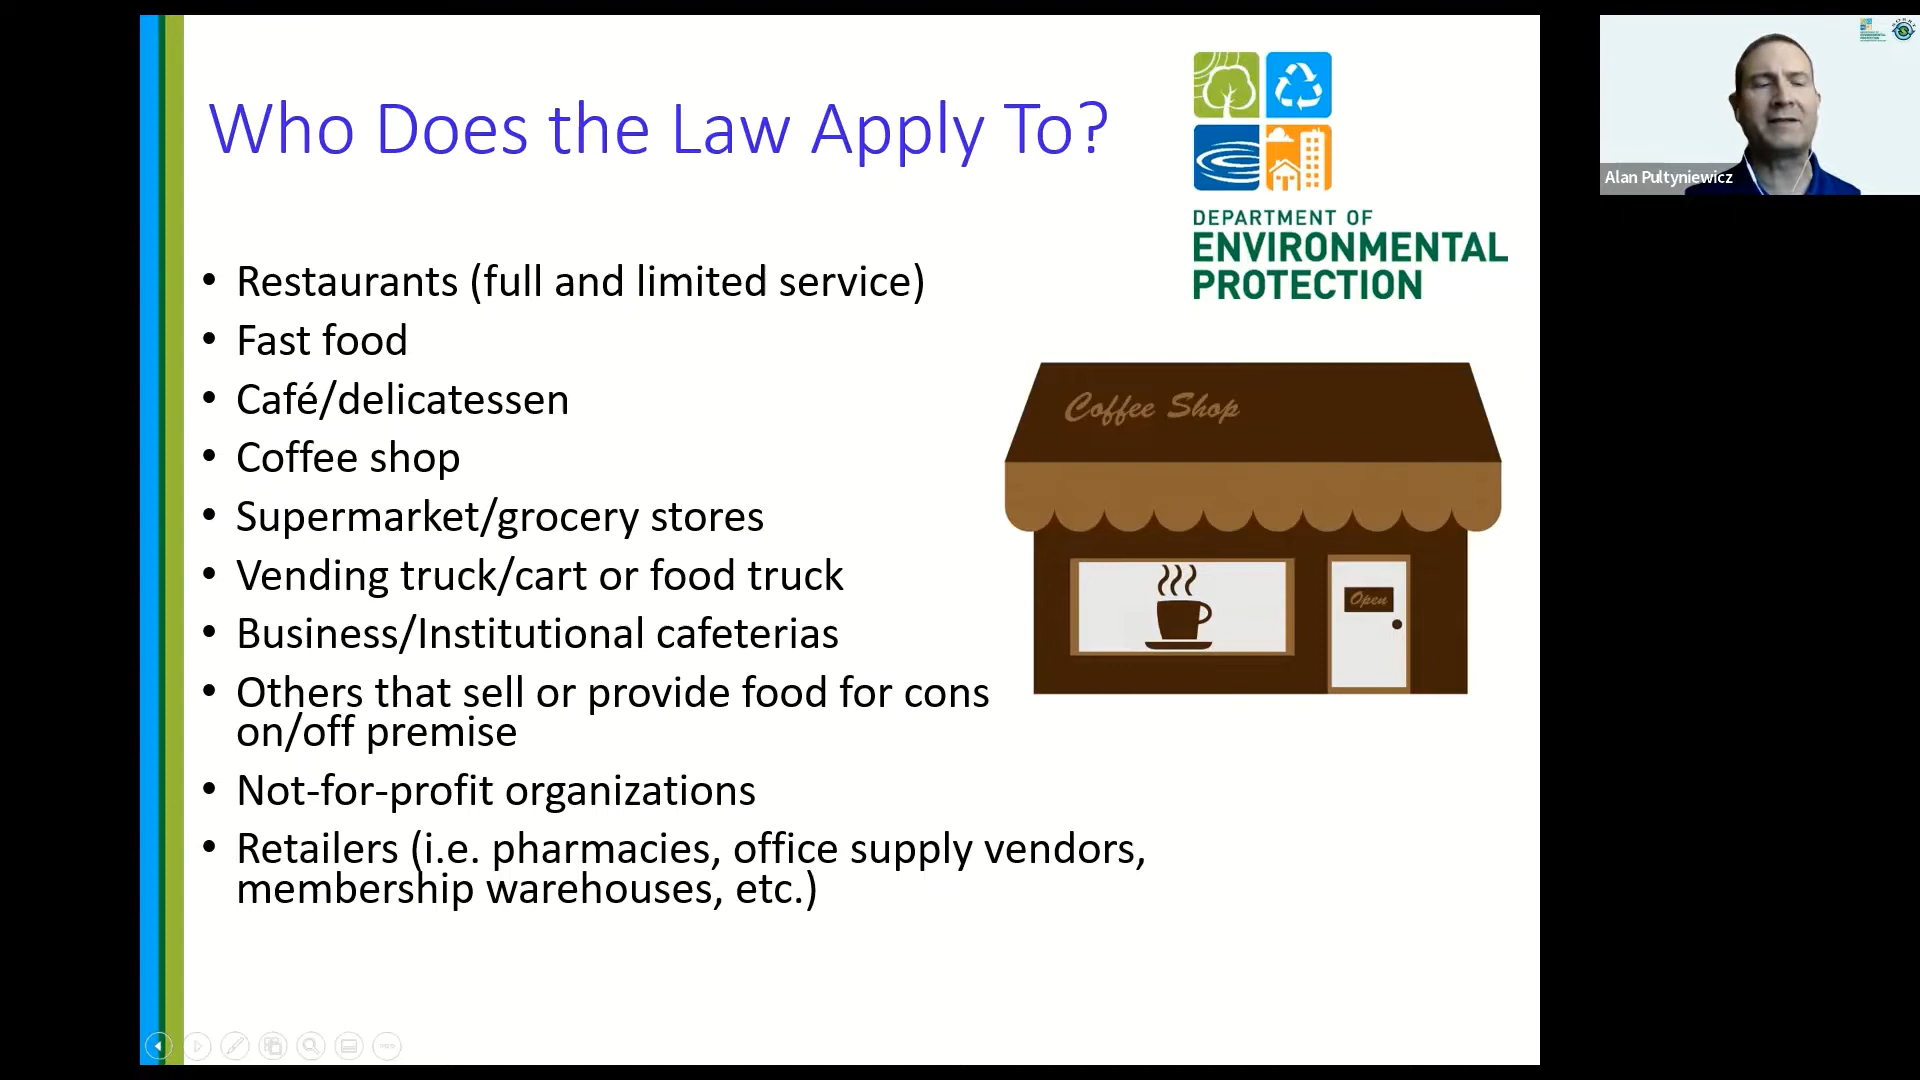 Who Does the Law Apply To?
DEPARTMENT OF
ENVIRONMENTAL
PROTECTION
• Restaurants (full and limited service)
• Fast food
• Café/delicatessen
• Coffee shop
• Supermarket/grocery stores
• Vending truck/cart or food truck
• Business/Institutional cafeterias
• Others that sell or provide food for cons
on/off premise
• Not-for-profit organizations
• Retailers (i.e. pharmacies, office supply vendors,
membership warehouses, etc.)
Coffee Shop
Open
Alan Pultyniewicz